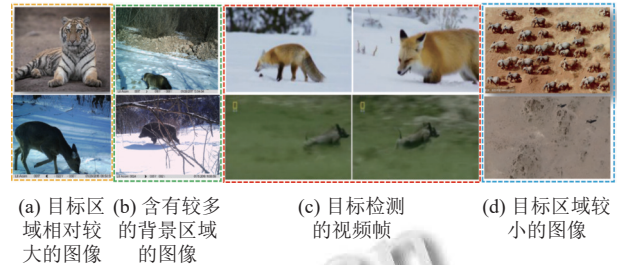 (a) 目标区
域相对较
大的图像
(b) 含有较多
的背景区域
的图像
(c) 目标检测
的视频帧
(d) 目标区域较
小的图像